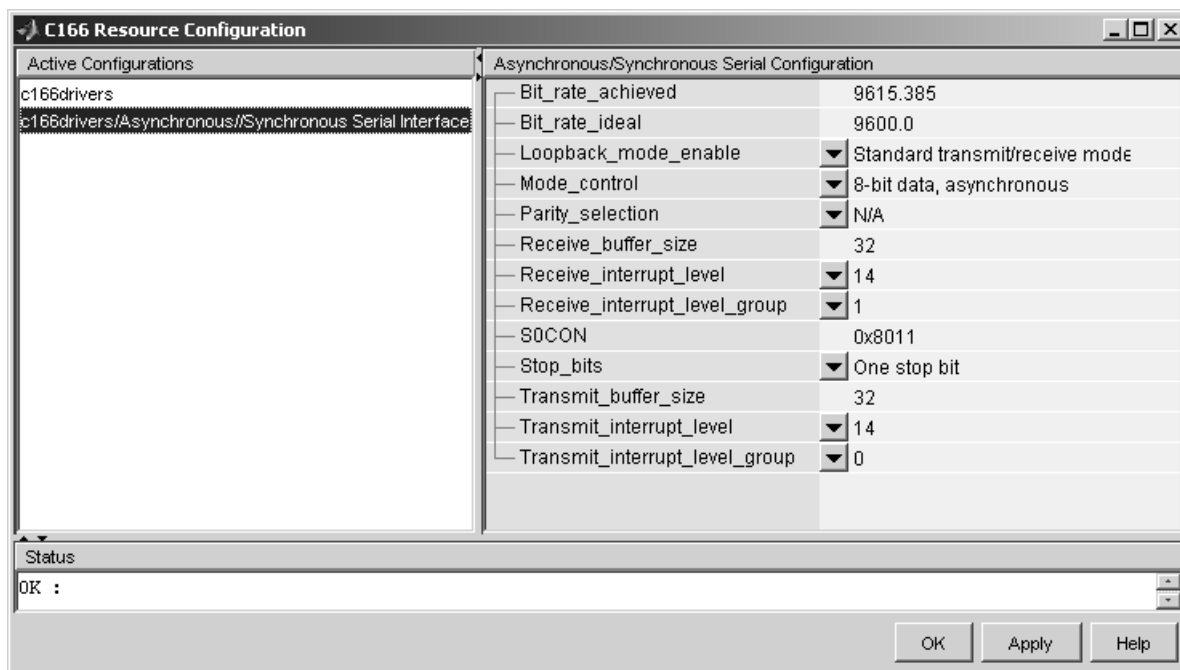 C166 Resource Configuration
Active Configurations
c166drivers
c166drivers/Asynchronous//Synchronous Serial Interface
Asynchronous/Synchronous Serial Configuration
Bit_rate_achieved 9615.385
Bit_rate_ideal 9600.0
Loopback_mode_enable Standard transmit/receive mode
Mode_control 8-bit data, asynchronous
Parity_selection N/A
Receive_buffer_size 32
Receive_interrupt_level 14
Receive_interrupt_level_group 1
S0CON 0x8011
Stop_bits One stop bit
Transmit_buffer_size 32
Transmit_interrupt_level 14
Transmit_interrupt_level_group 0
Status
OK :
OK Apply Help